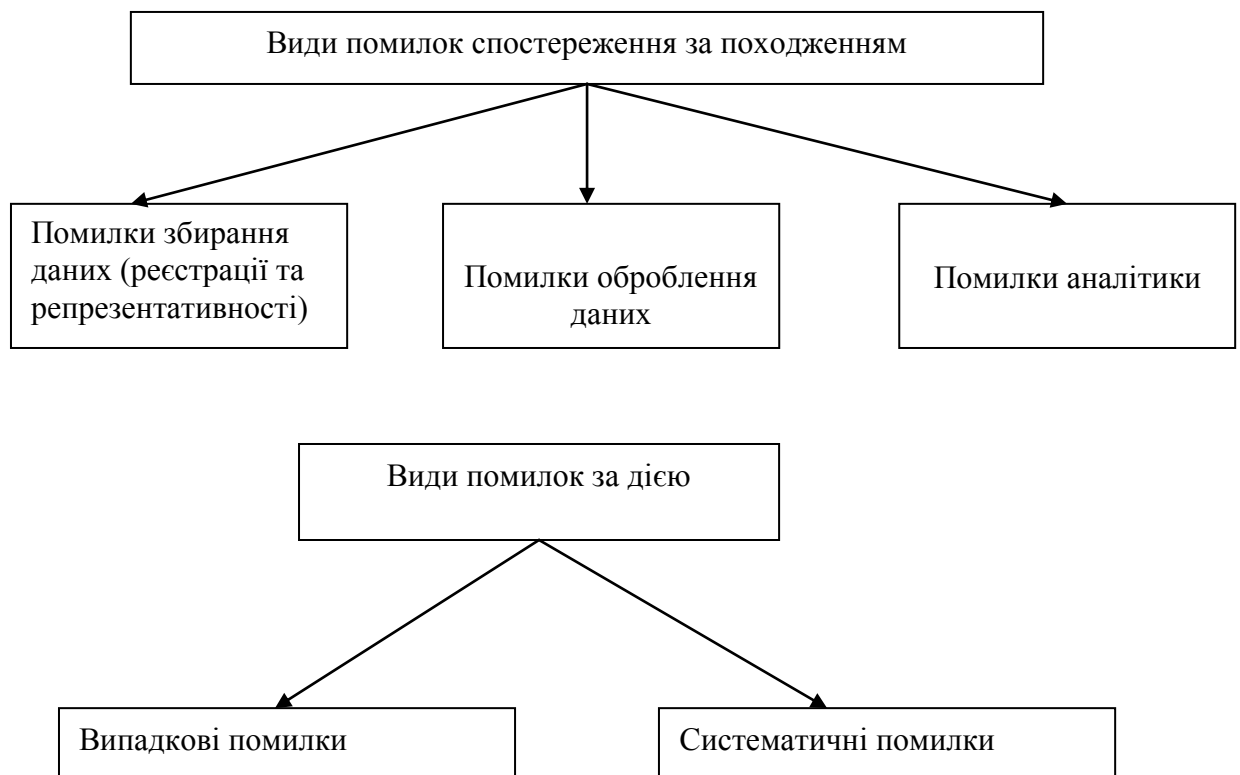 Види помилок спостереження за походженням
Помилки збирання
даних (реєстрації та
репрезентативності)
Помилки оброблення
даних
Помилки аналітики
Види помилок за дією
Випадкові помилки
Систематичні помилки